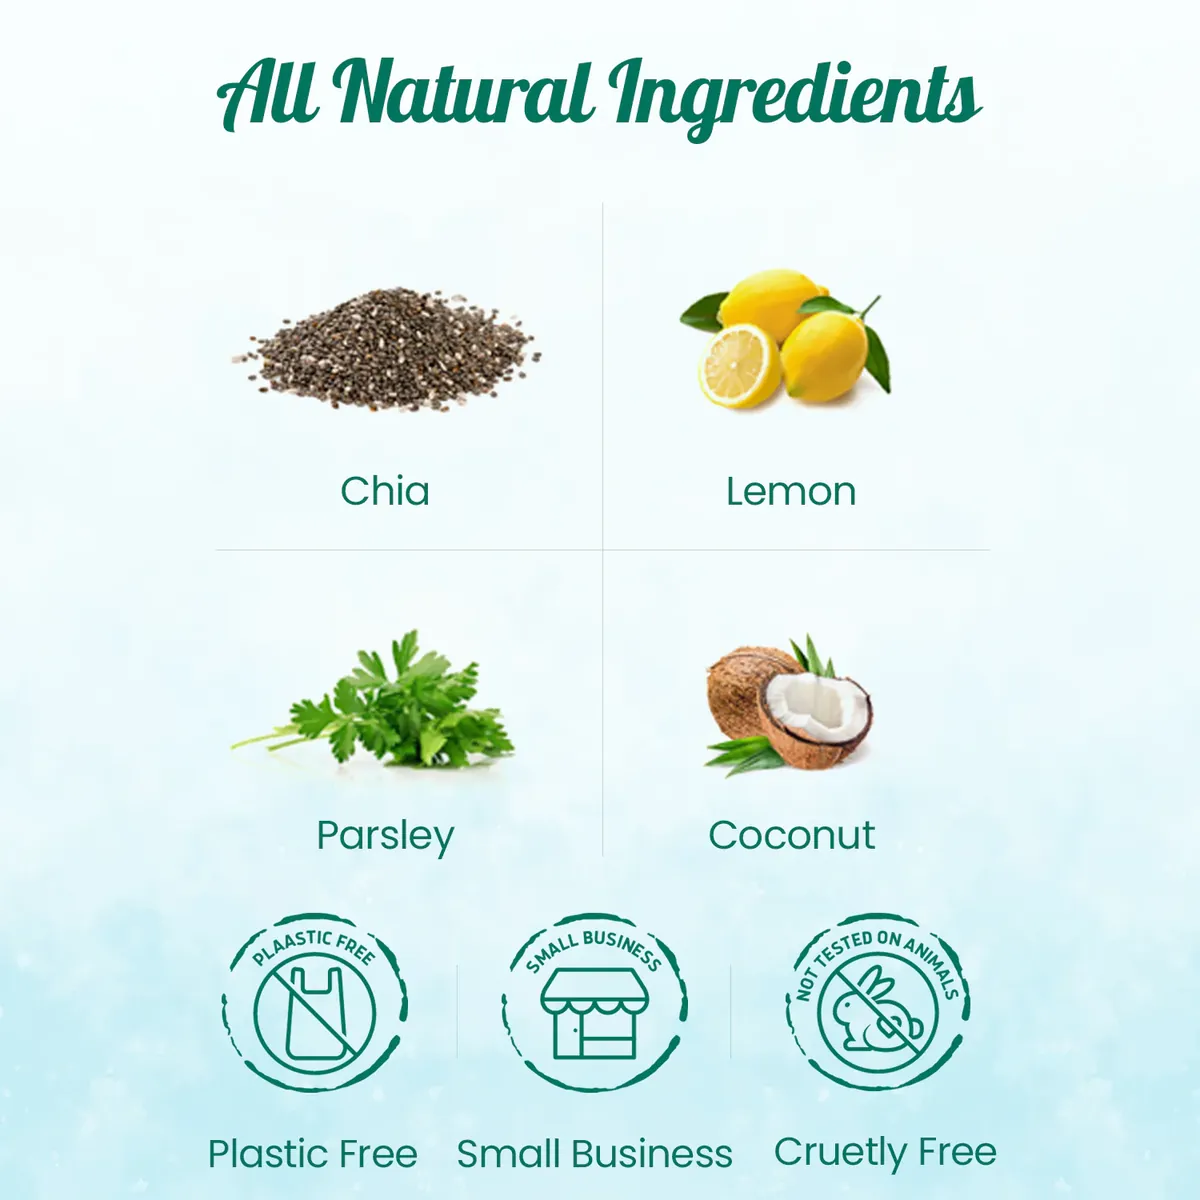 All Natural Ingredients
Chia
Lemon
Parsley
Coconut
PLAASTIC FREE
SMALL BUSINESS
NOT TESTED ON ANIMALS
Plastic Free
Small Business
Cruetly Free